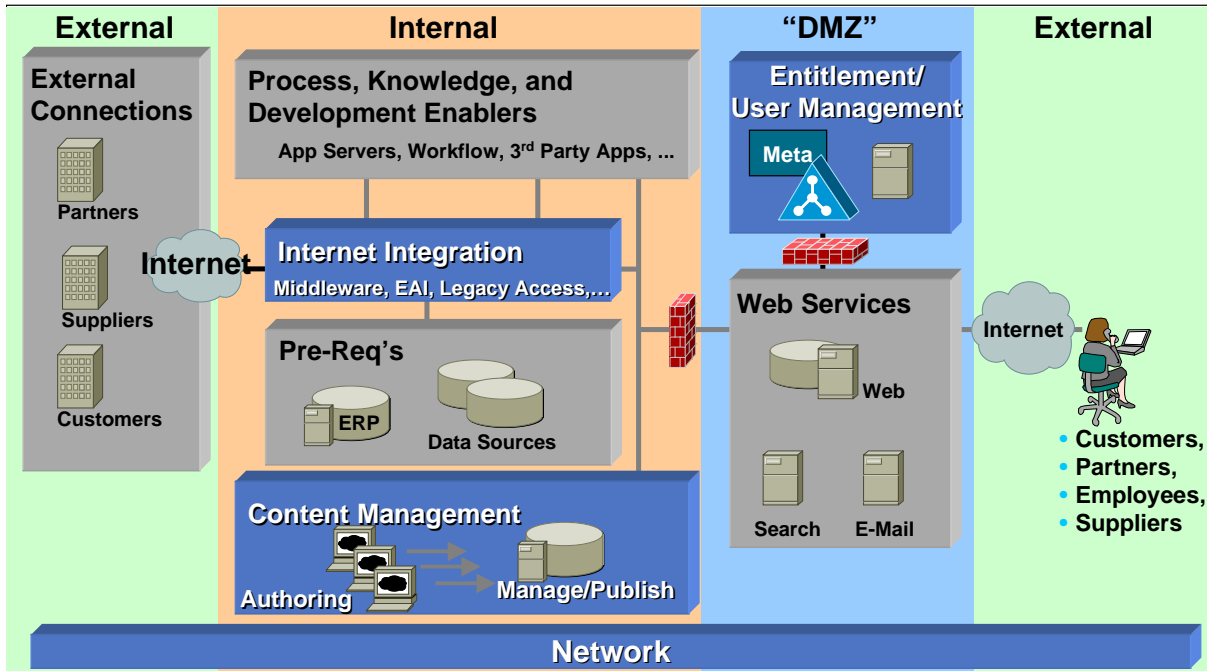 External
Internal
“DMZ”
External
External
Connections
Partners
Suppliers
Customers
Internet
Process, Knowledge, and
Development Enablers
App Servers, Workflow, 3rd Party Apps, ...
Internet Integration
Middleware, EAI, Legacy Access,...
Pre-Req’s
ERP
Data Sources
Content Management
Authoring
Manage/Publish
Entitlement/
User Management
Meta
Web Services
Web
Search
E-Mail
Internet
• Customers,
• Partners,
• Employees,
• Suppliers
Network